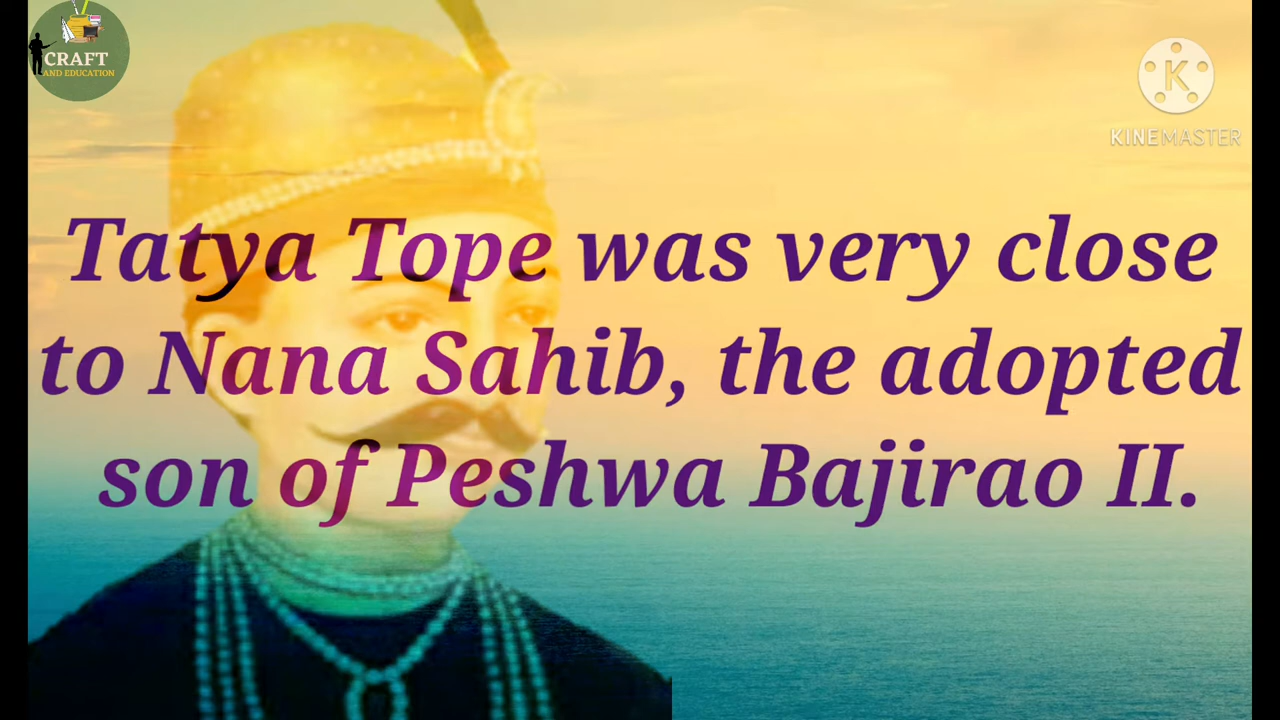 CRAFT
AND EDUCATION
K
KINEMASTER
Tatya Tope was very close
to Nana Sahib, the adopted
son of Peshwa Bajirao II.